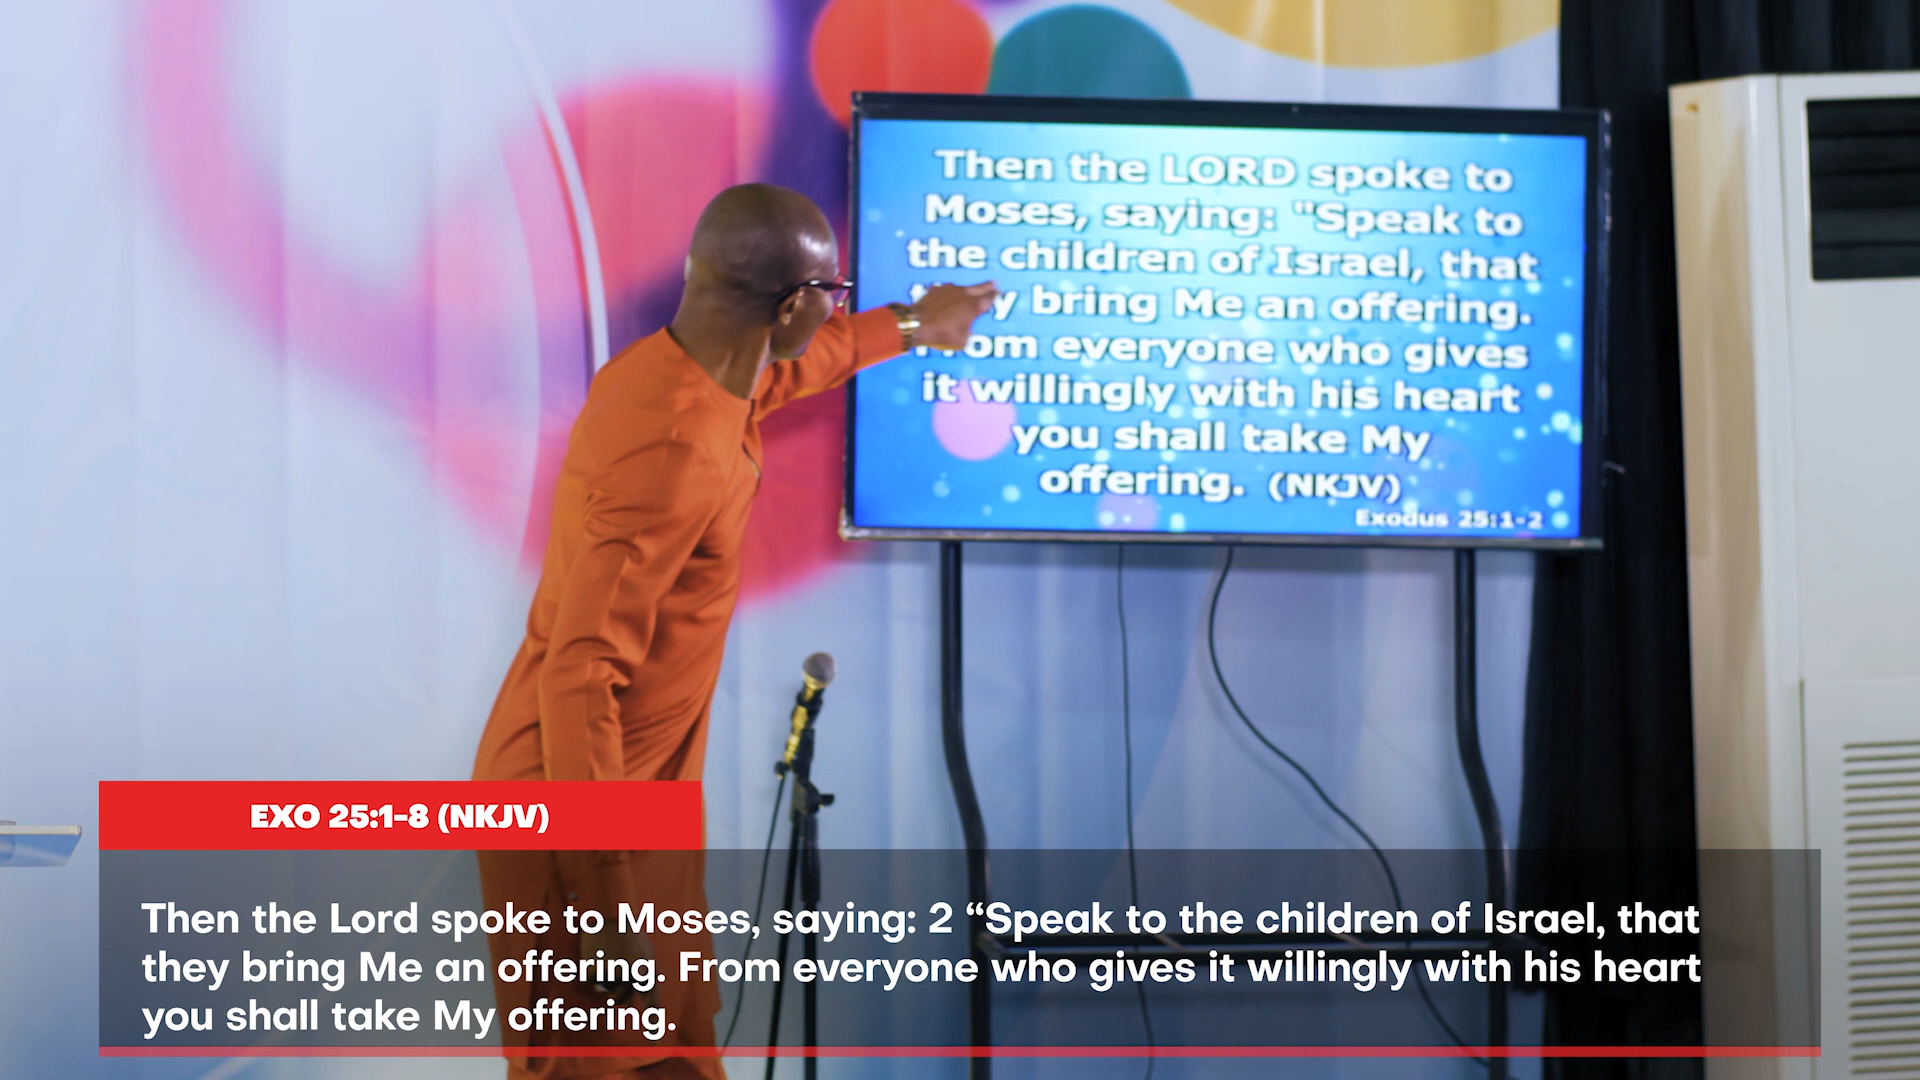 Then the LORD spoke to
Moses, saying: "Speak to
the children of Israel, that
bring Me an offering.
everyone who gives
it willingly with his heart
you shall take My
offering. (NKJV)
Exodus 25:1-2
EXO 25:1-8 (NKJV)
Then the Lord spoke to Moses, saying: 2 “Speak to the children of Israel, that
they bring Me an offering. From everyone who gives it willingly with his heart
you shall take My offering.